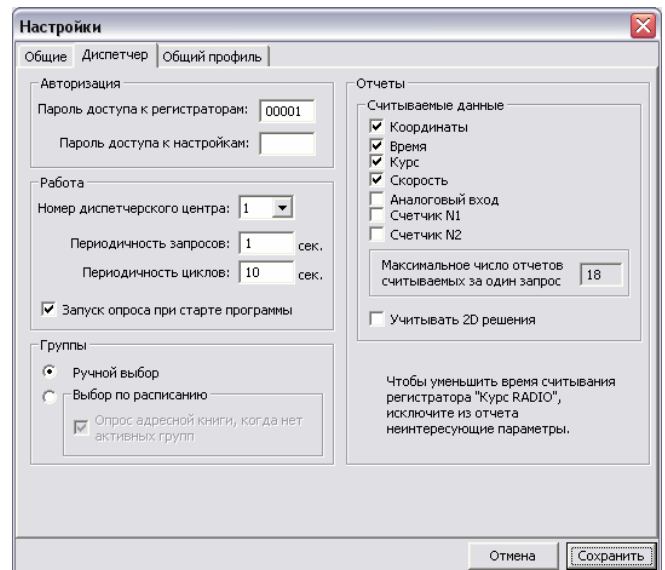 Настройки
Общие Диспетчер Общий профиль
Авторизация
Пароль доступа к регистраторам: 00001
Пароль доступа к настройкам:
Работа
Номер диспетчерского центра: 1
Периодичность запросов: 1 сек.
Периодичность циклов: 10 сек.
Запуск опроса при старте программы
Группы
Ручной выбор
Выбор по расписанию
Опрос адресной книги, когда нет
активных групп
Отчеты
Считываемые данные
Координаты
Время
Курс
Скорость
Аналоговый вход
Счетчик N1
Счетчик N2
Максимальное число отчетов
считываемых за один запрос 18
Учитывать 2D решения
Чтобы уменьшить время считывания
регистратора "Курс RADIO",
исключите из отчета
неинтересующие параметры.
Отмена Сохранить